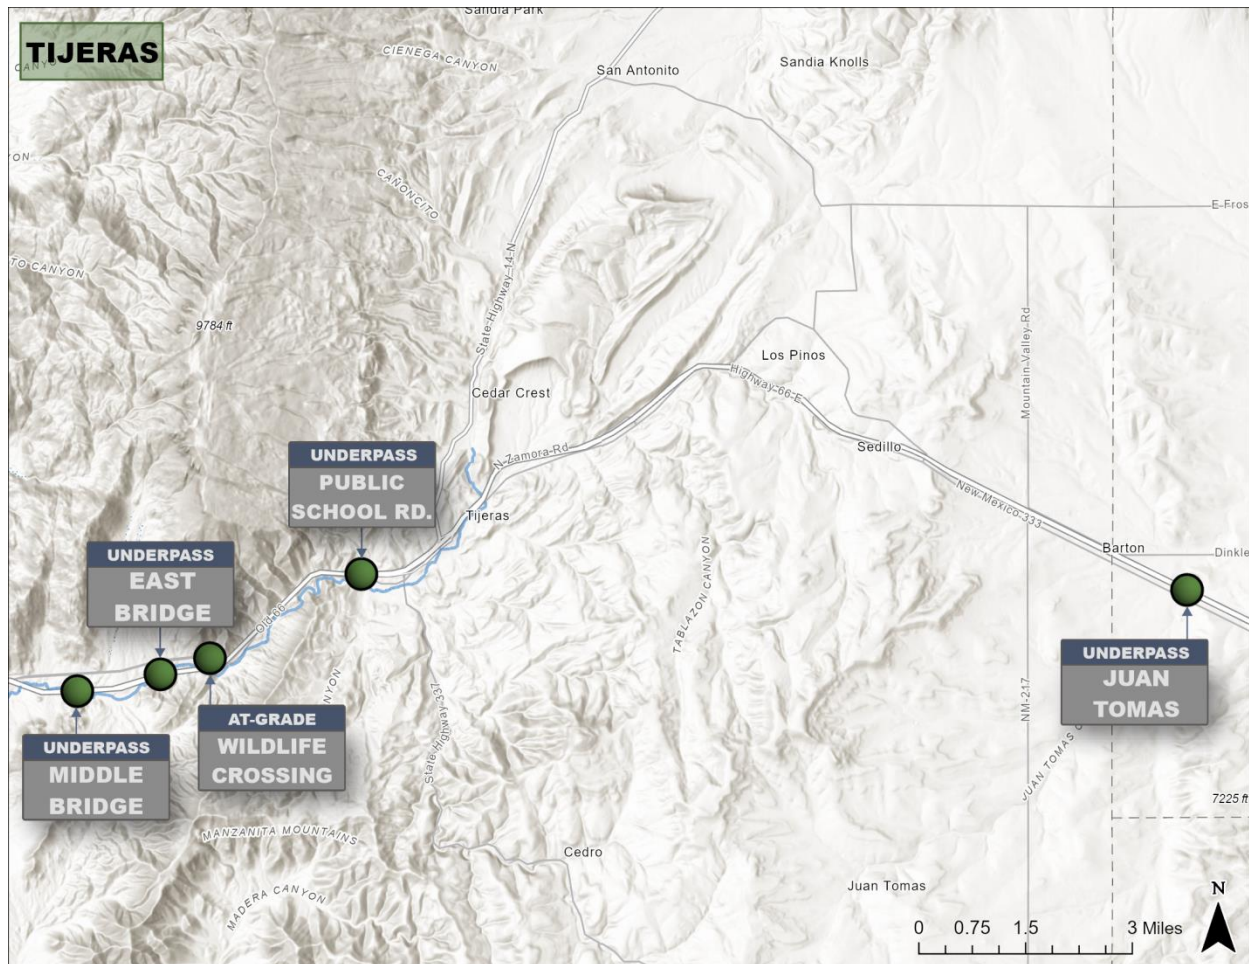 Sandia Park
TIJERAS
CIENEGA CANYON
San Antonito
Sandia Knolls
CAÑONCITO
State Highway 14 N
E Fros
TO CANYON
9784 ft
Mountain Valley Rd
Los Pinos
Highway 66 E
Cedar Crest
N Zamora Rd
Sedillo
UNDERPASS
PUBLIC
SCHOOL RD.
New Mexico 333
Tijeras
Barton
Dinkle
UNDERPASS
EAST
BRIDGE
TABLAZON CANYON
Old 66
UNDERPASS
JUAN
TOMAS
NM-217
State Highway 337
AT-GRADE
WILDLIFE
CROSSING
UNDERPASS
MIDDLE
BRIDGE
JUAN TOMAS C
7225 ft
MANZANITA MOUNTAINS
Cedro
MADERA CANYON
Juan Tomas
N
0 0.75 1.5 3 Miles